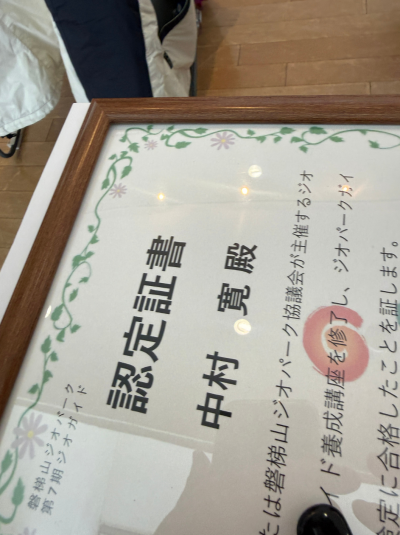 磐梯山ジオパーク
第7期ジオガイド
認定証書
中村 寛 殿
たは磐梯山ジオパーク協議会が主催するジオ
イド養成講座を修了し、ジオパークガイ
定に合格したことを証します。